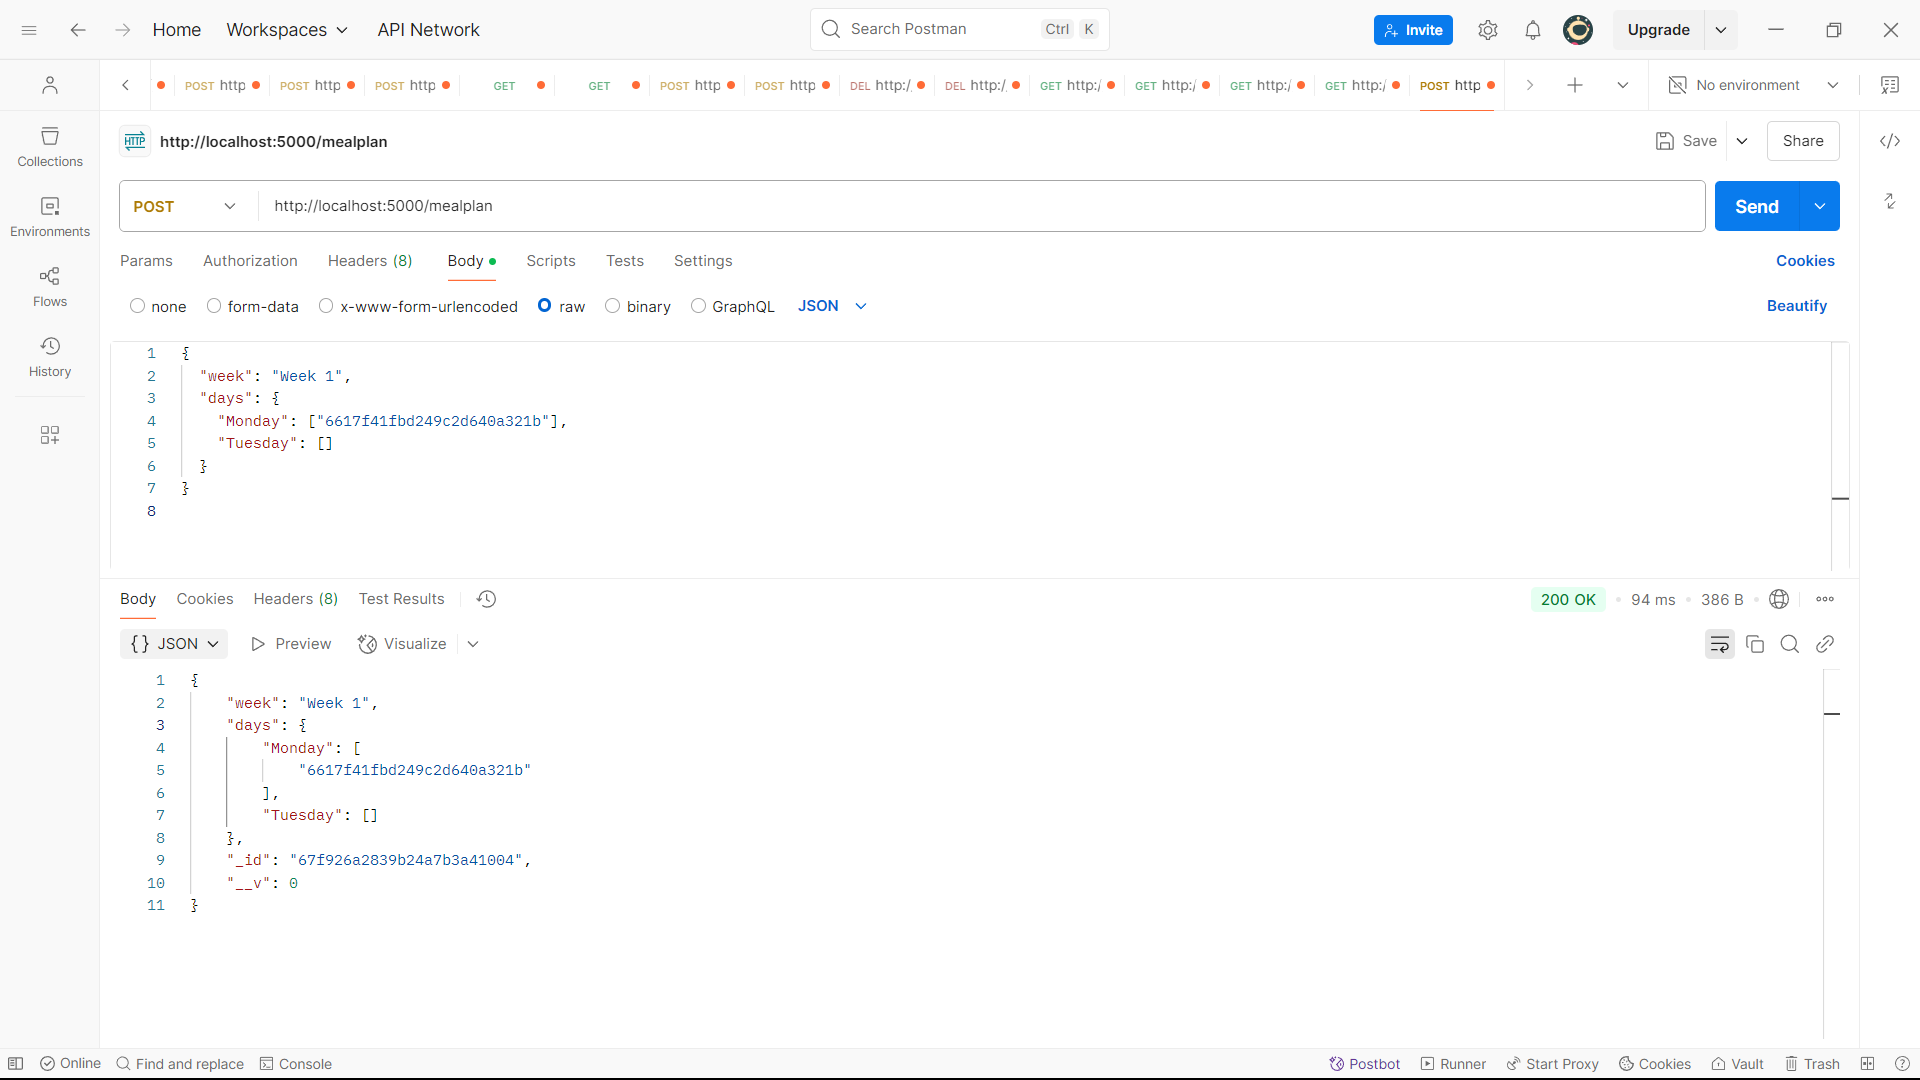 Home Workspaces API Network Search Postman Ctrl K Invite Upgrade
POST http POST http POST http GET GET POST http POST http DEL http:/ DEL http:/ GET http:/ GET http:/ GET http:/ GET http:/ POST http No environment
HTTP http://localhost:5000/mealplan Save Share
Collections
POST http://localhost:5000/mealplan Send
Environments
Params Authorization Headers (8) Body Scripts Tests Settings Cookies
Flows
none form-data x-www-form-urlencoded raw binary GraphQL JSON Beautify
History
1 {
2 "week": "Week 1",
3 "days": {
4 "Monday": ["6617f41fbd249c2d640a321b"],
5 "Tuesday": []
6 }
7 }
8
Body Cookies Headers (8) Test Results 200 OK 94 ms 386 B
{} JSON Preview Visualize
1 {
2 "week": "Week 1",
3 "days": {
4 "Monday": [
5 "6617f41fbd249c2d640a321b"
6 ],
7 "Tuesday": []
8 },
9 "_id": "67f926a2839b24a7b3a41004",
10 "__v": 0
11 }
Online Find and replace Console Postbot Runner Start Proxy Cookies Vault Trash